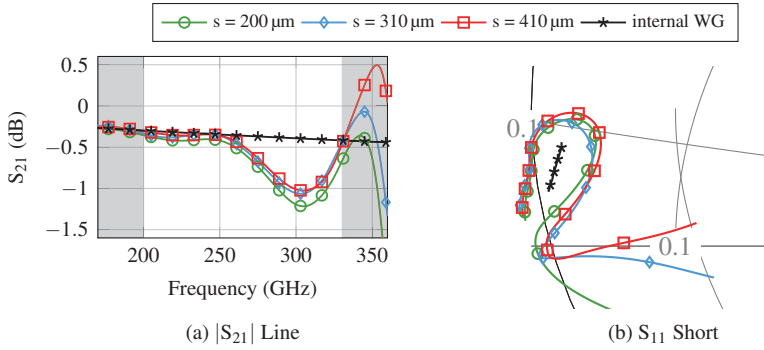 s = 200 μm s = 310 μm s = 410 μm internal WG
0.5
0
−0.5
−1
−1.5
S21 (dB)
200 250 300 350
Frequency (GHz)
(a) |S21| Line
0.1
0.1
(b) S11 Short